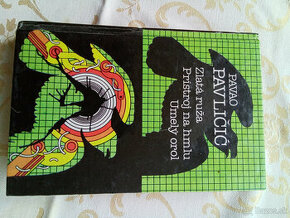 PAVAO
PAVLIČIĆ
Zlatá ruža
Prístroj na hmlu
Umelý orol